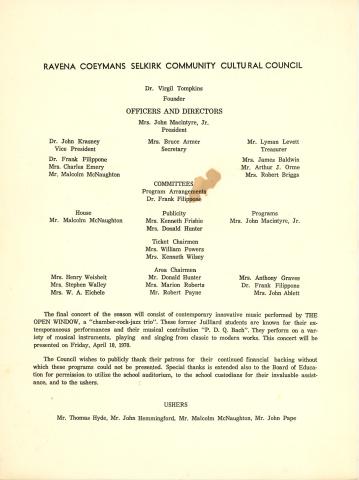 RAVENA COEYMANS SELKIRK COMMUNITY CULTURAL COUNCIL
Dr. Virgil Tompkins
Founder
OFFICERS AND DIRECTORS
Mrs. John Macintyre, Jr.
President
Dr. John Krasney Mrs. Bruce Armer Mr. Lyman Levett
Vice President Secretary Treasurer
Dr. Frank Filippone Mrs. James Baldwin
Mrs. Charles Emery Mr. Arthur J. Orme
Mr. Malcolm McNaughton Mrs. Robert Briggs
COMMITTEES
Program Arrangements
Dr. Frank Filippone
House Publicity Programs
Mr. Malcolm McNaughton Mrs. Kenneth Frisbie Mrs. John Macintyre, Jr.
Mrs. Donald Hunter
Ticket Chairmen
Mrs. William Powers
Mrs. Kenneth Wilsey
Area Chairmen
Mrs. Henry Weisheit Mr. Donald Hunter Mrs. Anthony Graves
Mrs. Stephen Walley Mrs. Marion Roberts Dr. Frank Filippone
Mrs. W. A. Eichele Mr. Robert Payne Mrs. John Ablett
The final concert of the season will consist of contemporary innovative music performed by THE
OPEN WINDOW, a "chamber-rock-jazz trio". These former Juilliard students are known for their ex-
temporaneous performances and their musical contribution "P. D. Q. Bach". They perform on a vari-
ety of musical instruments, playing and singing from classic to modern works. This concert will be
presented on Friday, April 10, 1970.
The Council wishes to publicly thank their patrons for their continued financial backing without
which these programs could not be presented. Special thanks is extended also to the Board of Educa-
tion for permission to utilize the school auditorium, to the school custodians for their invaluable assist-
ance, and to the ushers.
USHERS
Mr. Thomas Hyde, Mr. John Hemmingford, Mr. Malcolm McNaughton, Mr. John Pape